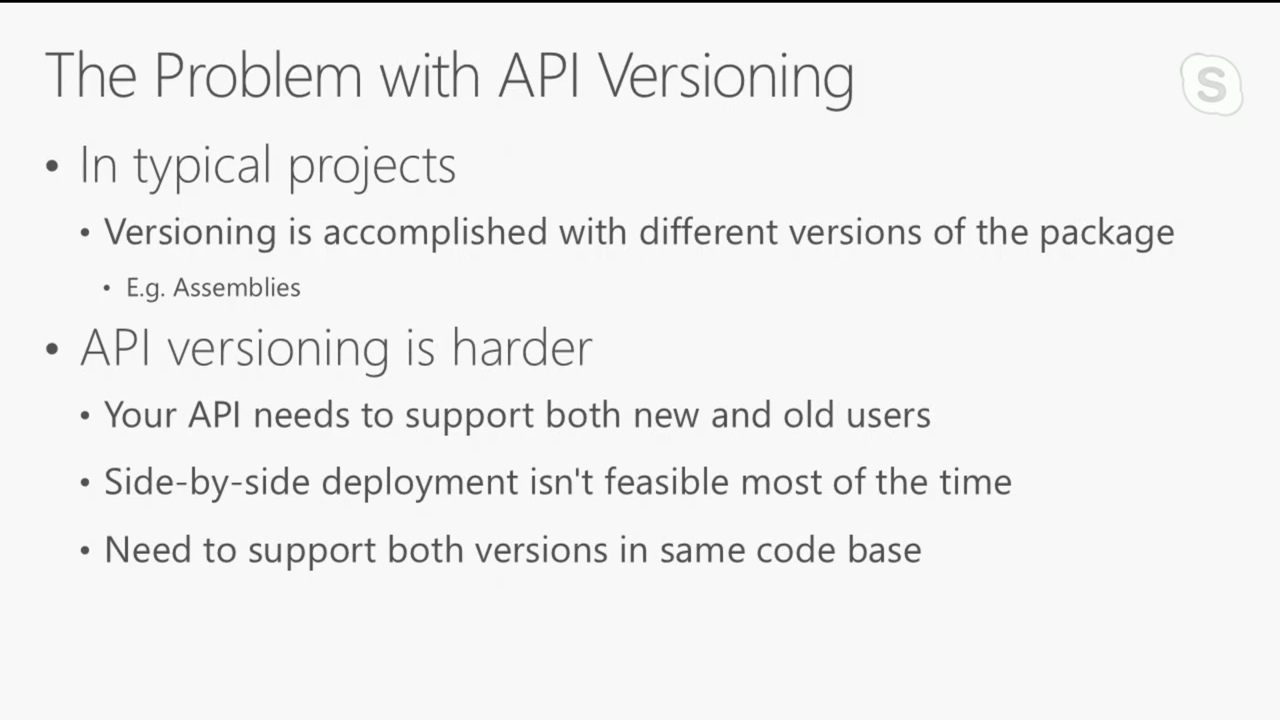 The Problem with API Versioning
S
• In typical projects
• Versioning is accomplished with different versions of the package
• E.g. Assemblies
• API versioning is harder
• Your API needs to support both new and old users
• Side-by-side deployment isn't feasible most of the time
• Need to support both versions in same code base